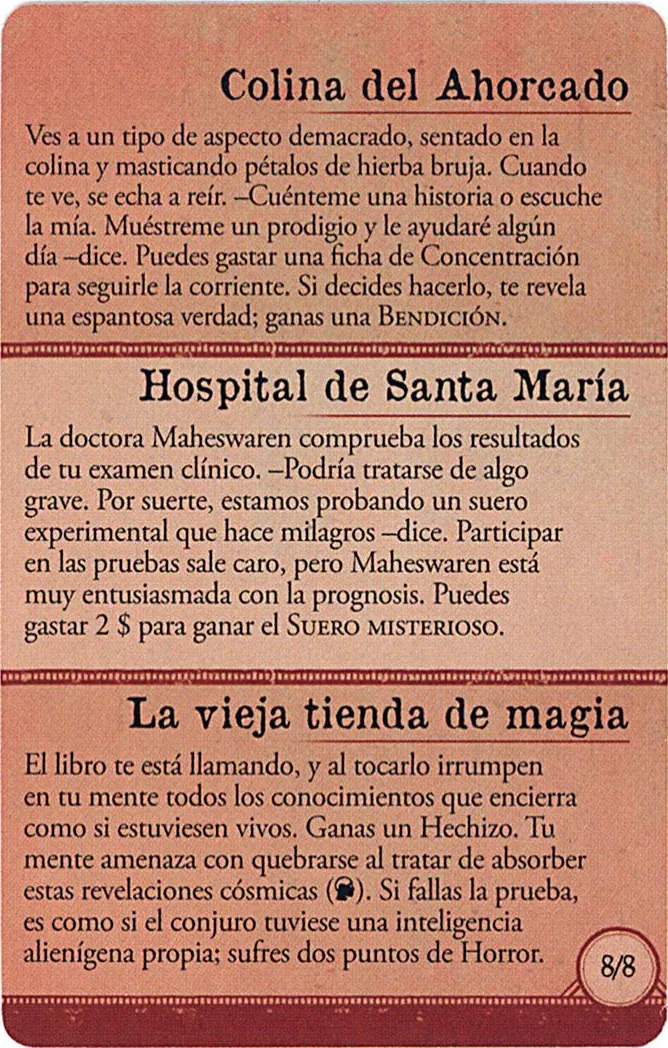 Colina del Ahorcado
Ves a un tipo de aspecto demacrado, sentado en la
colina y masticando pétalos de hierba bruja. Cuando
te ve, se echa a reír. –Cuénteme una historia o escuche
la mía. Muéstreme un prodigio y le ayudaré algún
día –dice. Puedes gastar una ficha de Concentración
para seguirle la corriente. Si decides hacerlo, te revela
una espantosa verdad; ganas una BENDICIÓN.
Hospital de Santa María
La doctora Maheswaren comprueba los resultados
de tu examen clínico. –Podría tratarse de algo
grave. Por suerte, estamos probando un suero
experimental que hace milagros –dice. Participar
en las pruebas sale caro, pero Maheswaren está
muy entusiasmada con la prognosis. Puedes
gastar 2 $ para ganar el SUERO MISTERIOSO.
La vieja tienda de magia
El libro te está llamando, y al tocarlo irrumpen
en tu mente todos los conocimientos que encierra
como si estuviesen vivos. Ganas un Hechizo. Tu
mente amenaza con quebrarse al tratar de absorber
estas revelaciones cósmicas (). Si fallas la prueba,
es como si el conjuro tuviese una inteligencia
alienígena propia; sufres dos puntos de Horror.
8/8